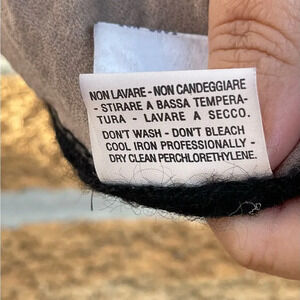 NON LAVARE - NON CANDEGGIARE
- STIRARE A BASSA TEMPERA-
TURA - LAVARE A SECCO.
DON'T WASH - DON'T BLEACH
COOL IRON PROFESSIONALLY -
DRY CLEAN PERCHLORETHYLENE.